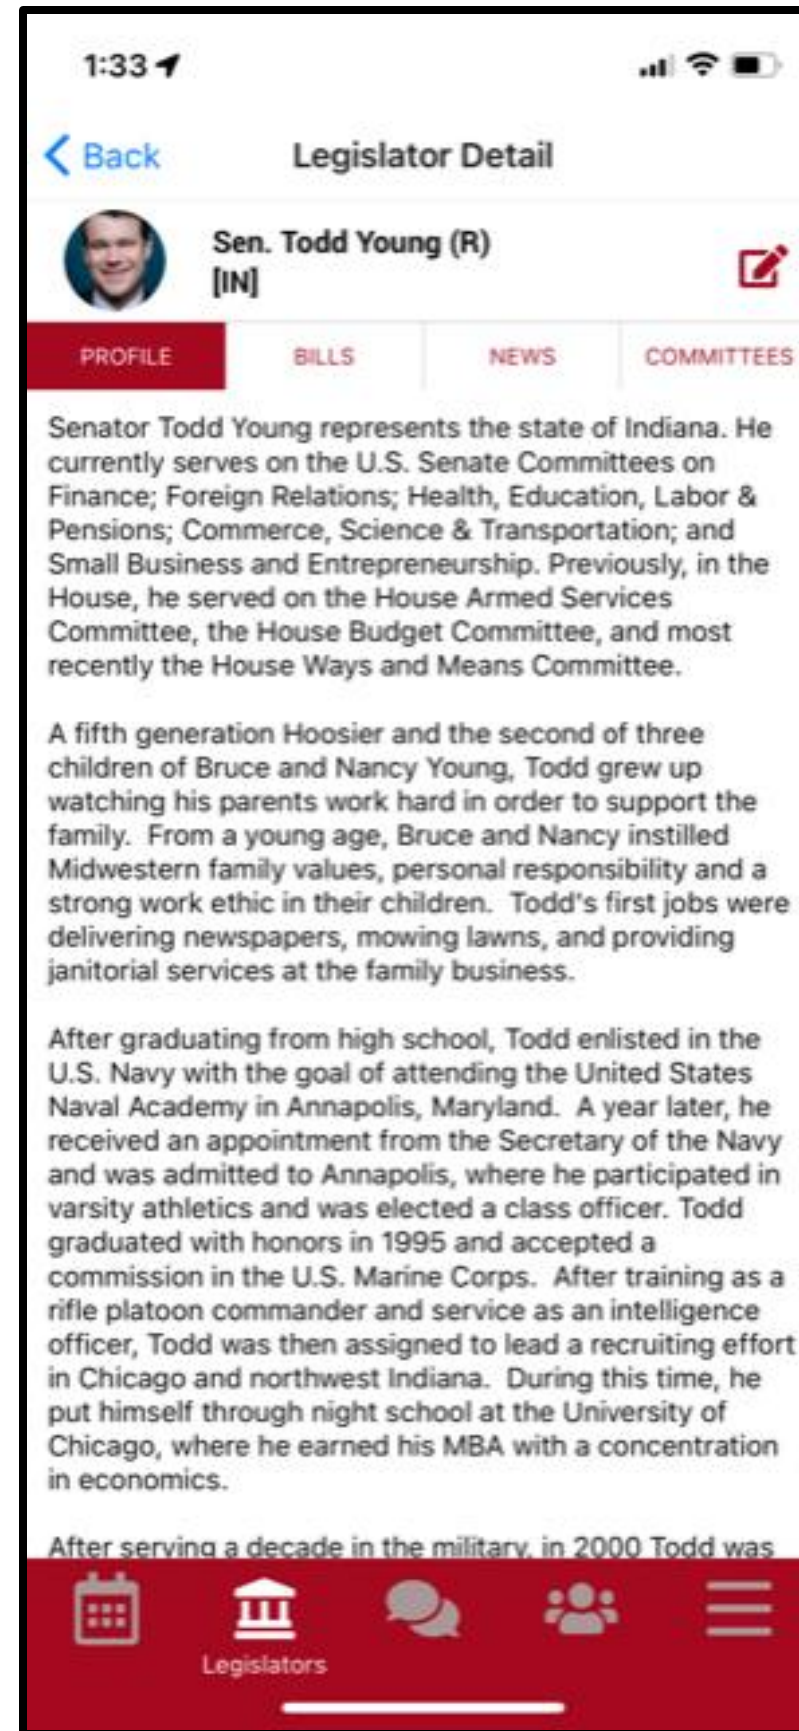 1:33
Back
Legislator Detail
Sen. Todd Young (R)
[IN]
PROFILE
BILLS
NEWS
COMMITTEES
Senator Todd Young represents the state of Indiana. He
currently serves on the U.S. Senate Committees on
Finance; Foreign Relations; Health, Education, Labor &
Pensions; Commerce, Science & Transportation; and
Small Business and Entrepreneurship. Previously, in the
House, he served on the House Armed Services
Committee, the House Budget Committee, and most
recently the House Ways and Means Committee.
A fifth generation Hoosier and the second of three
children of Bruce and Nancy Young, Todd grew up
watching his parents work hard in order to support the
family.  From a young age, Bruce and Nancy instilled
Midwestern family values, personal responsibility and a
strong work ethic in their children.  Todd's first jobs were
delivering newspapers, mowing lawns, and providing
janitorial services at the family business.
After graduating from high school, Todd enlisted in the
U.S. Navy with the goal of attending the United States
Naval Academy in Annapolis, Maryland.  A year later, he
received an appointment from the Secretary of the Navy
and was admitted to Annapolis, where he participated in
varsity athletics and was elected a class officer. Todd
graduated with honors in 1995 and accepted a
commission in the U.S. Marine Corps.  After training as a
rifle platoon commander and service as an intelligence
officer, Todd was then assigned to lead a recruiting effort
in Chicago and northwest Indiana.  During this time, he
put himself through night school at the University of
Chicago, where he earned his MBA with a concentration
in economics.
After serving a decade in the military, in 2000 Todd was
Legislators